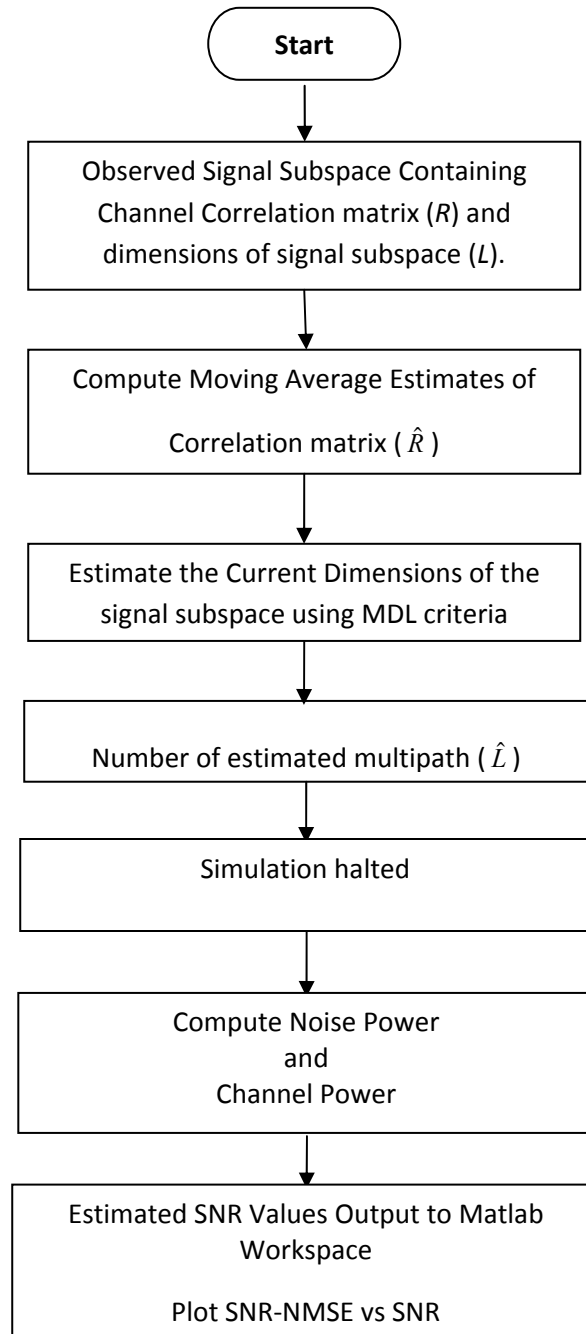 Start
Observed Signal Subspace Containing
Channel Correlation matrix (R) and
dimensions of signal subspace (L).
Compute Moving Average Estimates of
Correlation matrix ( R̂ )
Estimate the Current Dimensions of the
signal subspace using MDL criteria
Number of estimated multipath ( L̂ )
Simulation halted
Compute Noise Power
and
Channel Power
Estimated SNR Values Output to Matlab
Workspace
Plot SNR-NMSE vs SNR